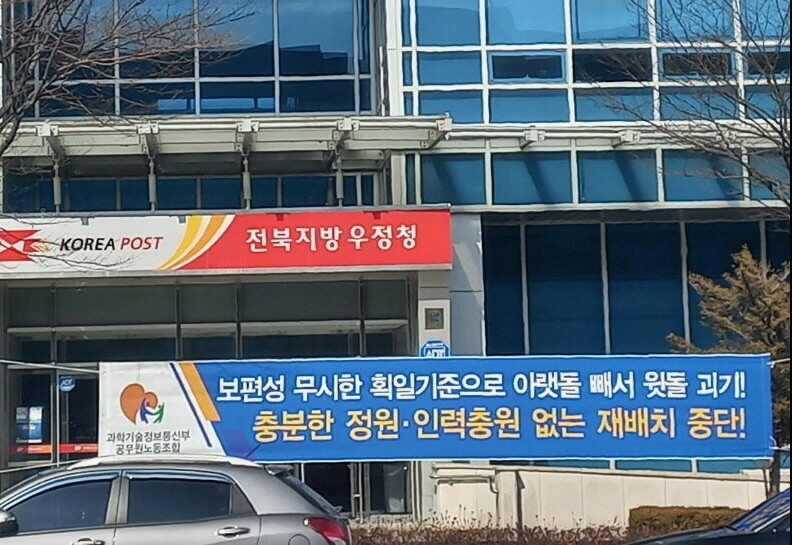 KOREA POST 전북지방우정청
ADT
보편성 무시한 획일기준으로 아랫돌 빼서 윗돌 괴기!
충분한 정원·인력충원 없는 재배치 중단!
과학기술정보통신부
공무원노동조합